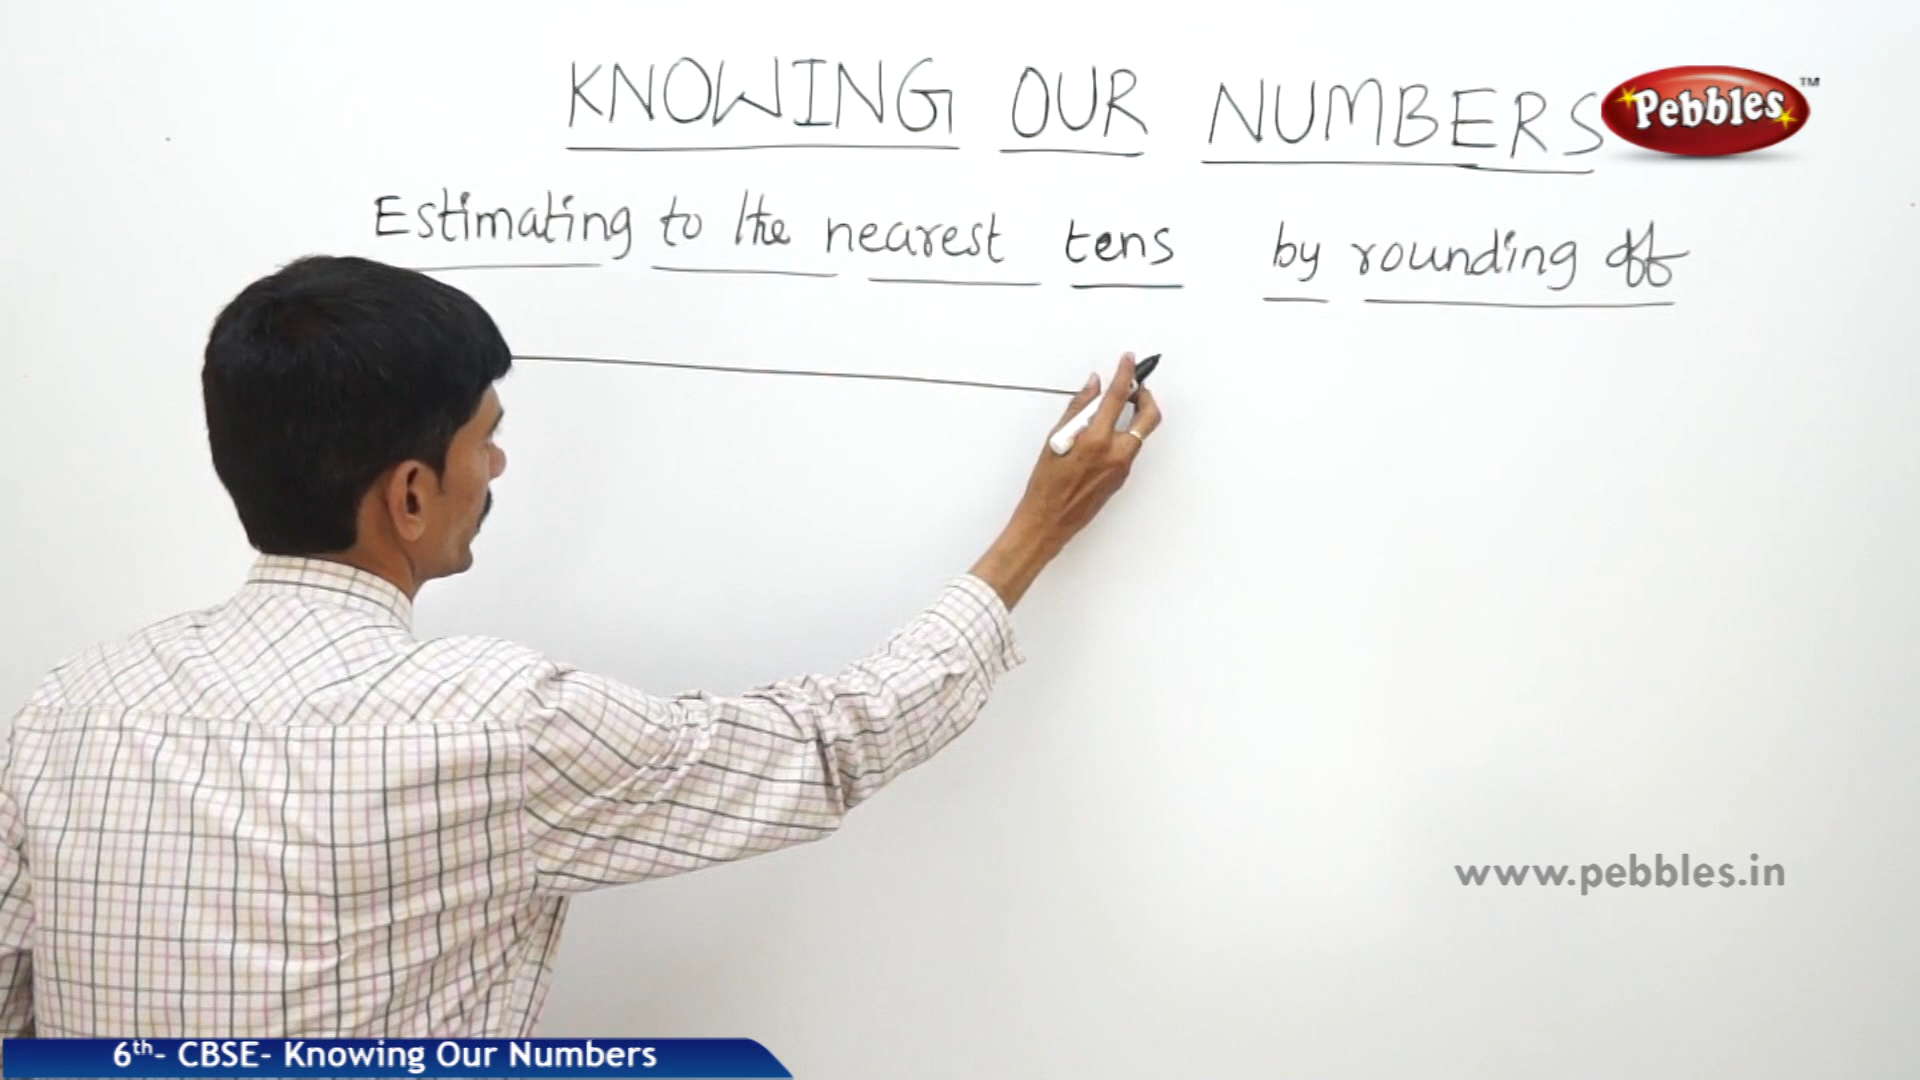 KNOWING OUR NUMBERS
Pebbles™
Estimating to the nearest tens by rounding off
www.pebbles.in
6th- CBSE- Knowing Our Numbers